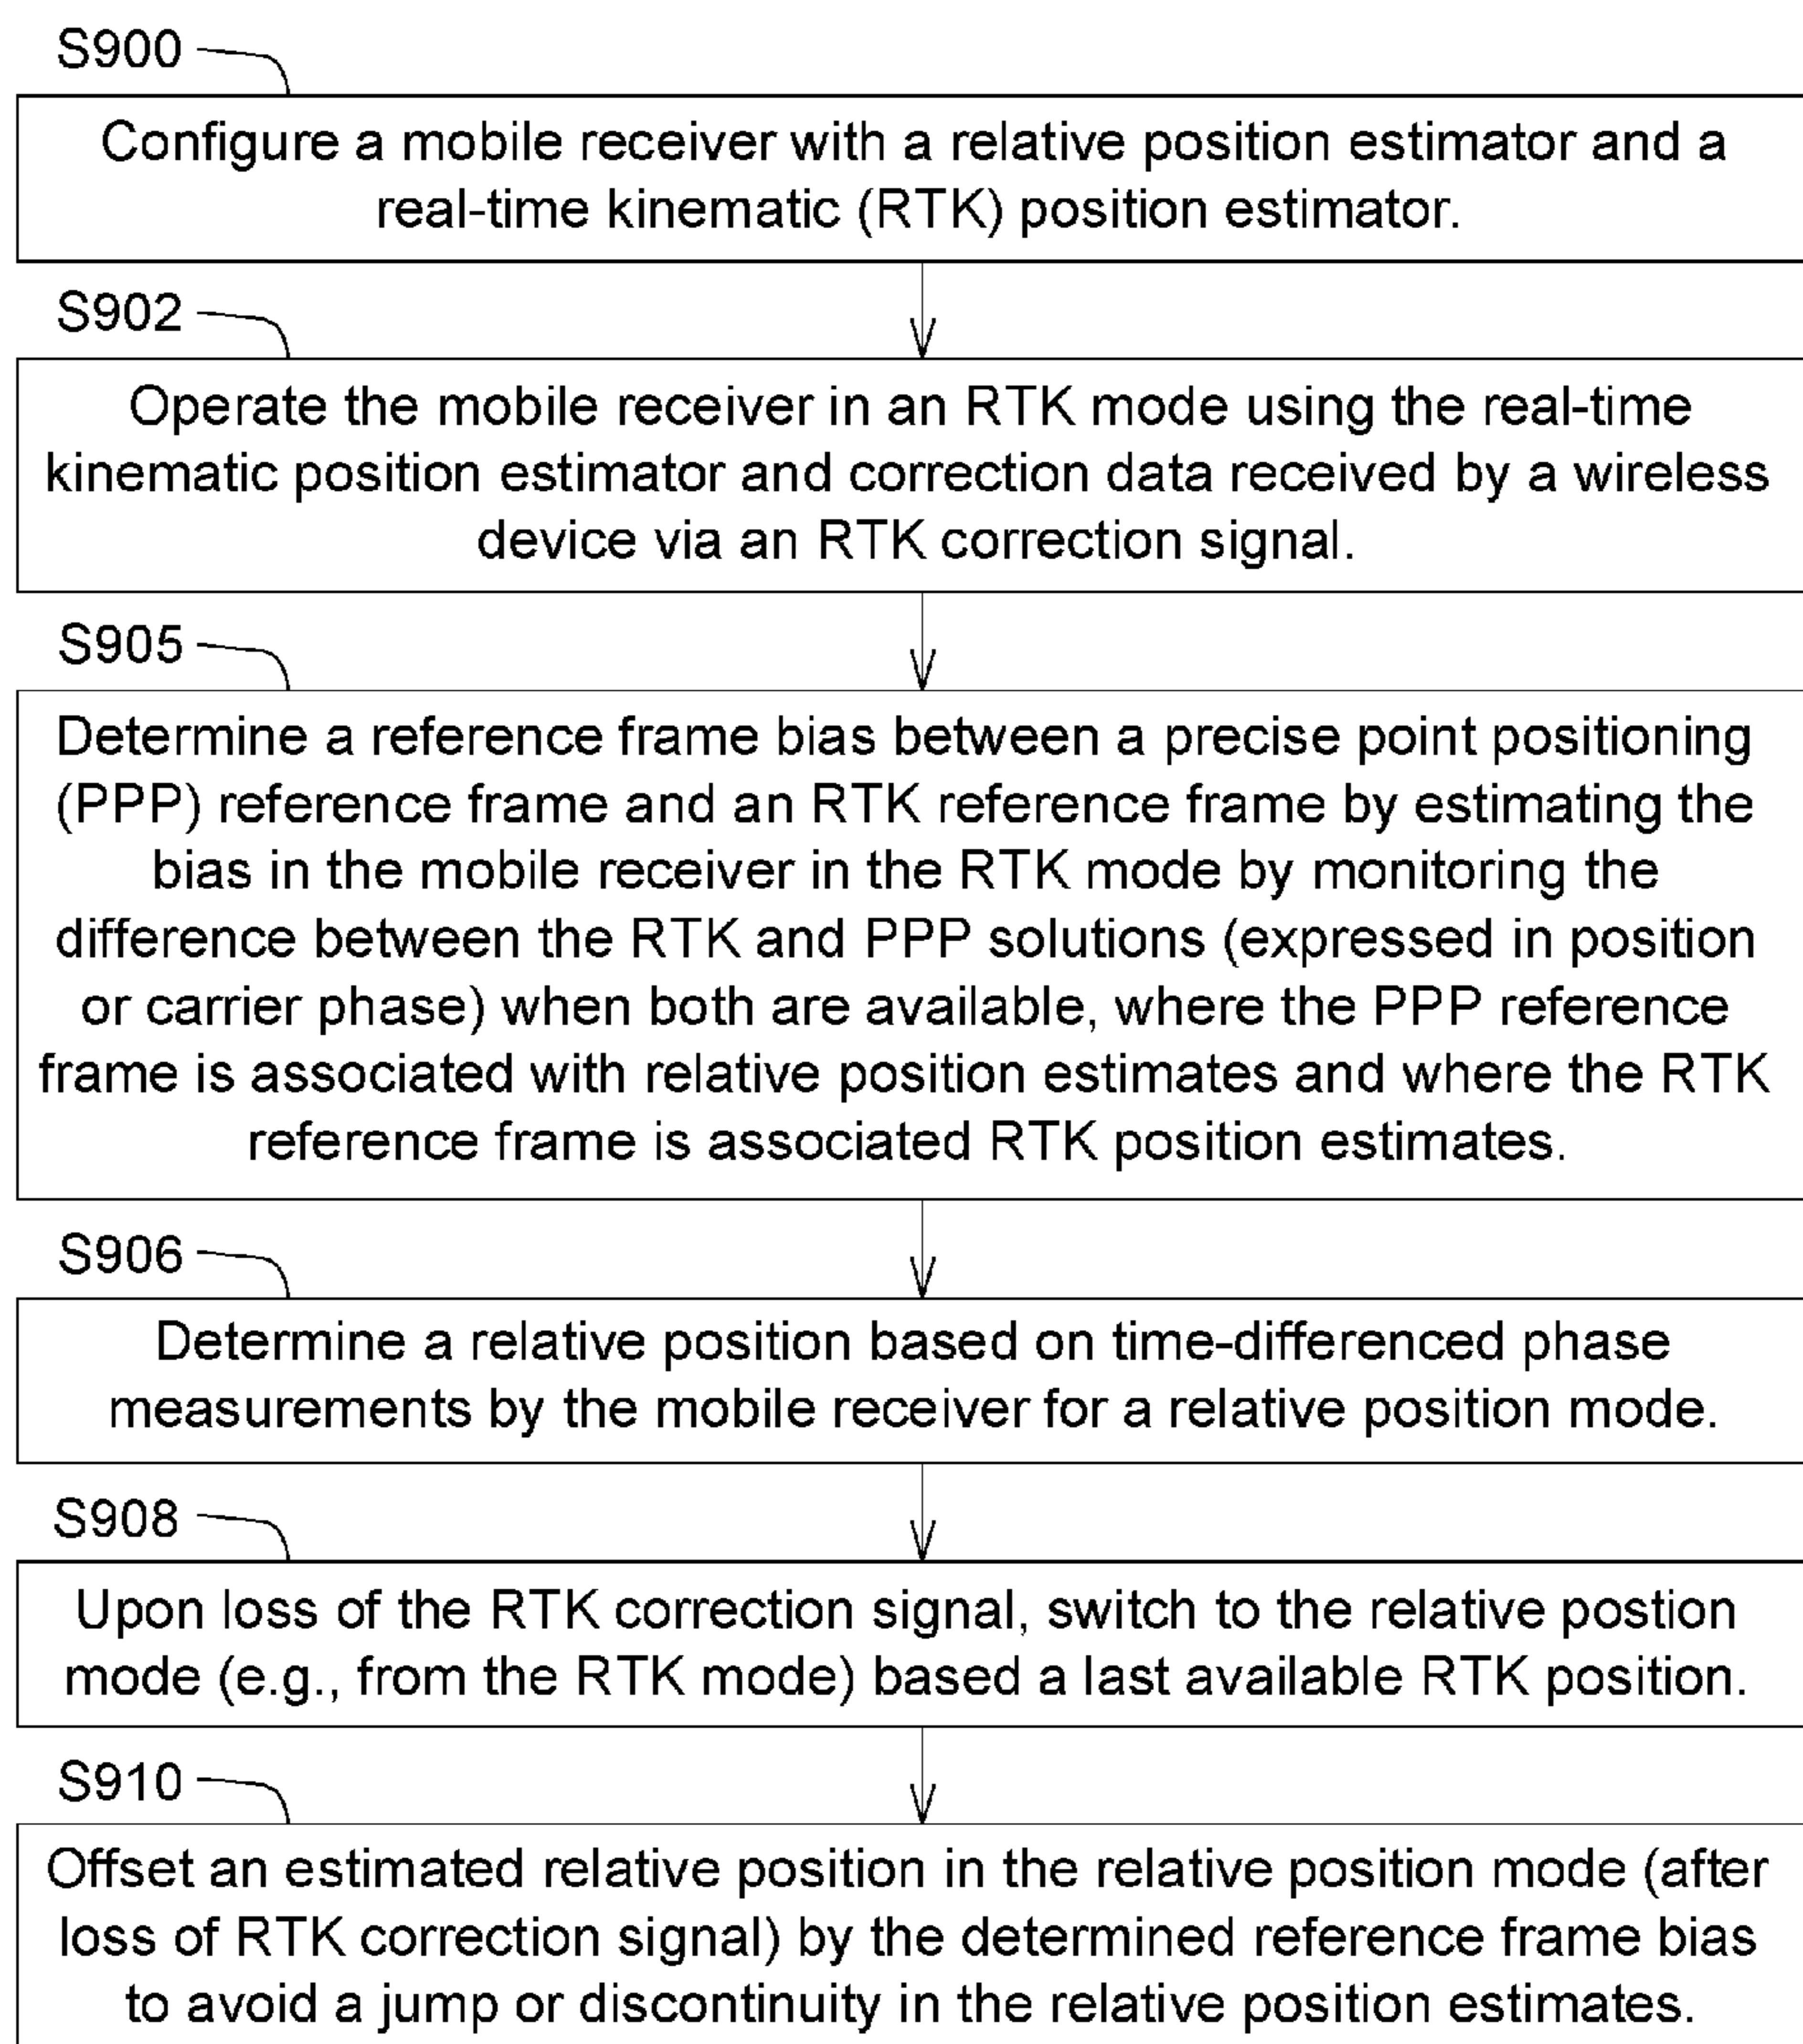 S900
Configure a mobile receiver with a relative position estimator and a
real-time kinematic (RTK) position estimator.
S902
Operate the mobile receiver in an RTK mode using the real-time
kinematic position estimator and correction data received by a wireless
device via an RTK correction signal.
S905
Determine a reference frame bias between a precise point positioning
(PPP) reference frame and an RTK reference frame by estimating the
bias in the mobile receiver in the RTK mode by monitoring the
difference between the RTK and PPP solutions (expressed in position
or carrier phase) when both are available, where the PPP reference
frame is associated with relative position estimates and where the RTK
reference frame is associated RTK position estimates.
S906
Determine a relative position based on time-differenced phase
measurements by the mobile receiver for a relative position mode.
S908
Upon loss of the RTK correction signal, switch to the relative postion
mode (e.g., from the RTK mode) based a last available RTK position.
S910
Offset an estimated relative position in the relative position mode (after
loss of RTK correction signal) by the determined reference frame bias
to avoid a jump or discontinuity in the relative position estimates.